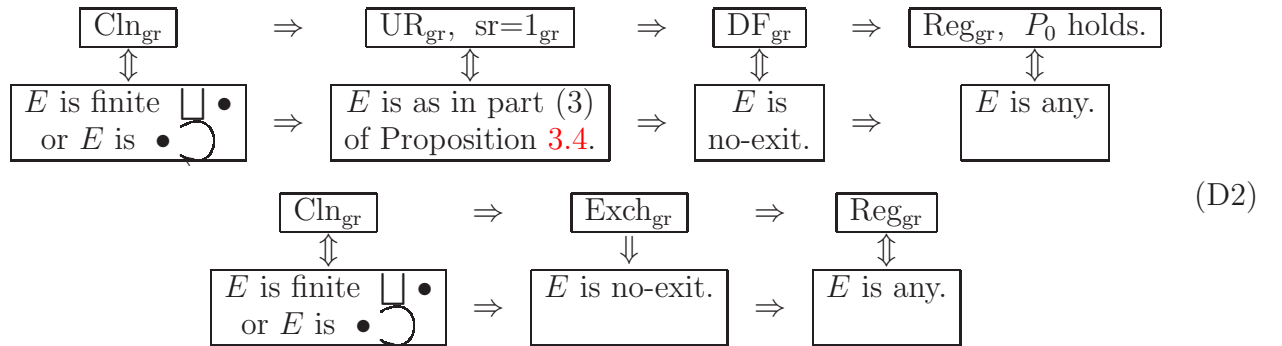 Cln_gr ⇒ UR_gr, sr=1_gr ⇒ DF_gr ⇒ Reg_gr, P_0 holds.
⇕ ⇕ ⇕ ⇕
E is finite ⨆ • ⇒ E is as in part (3) ⇒ E is ⇒ E is any.
or E is • of Proposition 3.4. no-exit.
(D2)
Cln_gr ⇒ Exch_gr ⇒ Reg_gr
⇕ ⇓ ⇕
E is finite ⨆ • ⇒ E is no-exit. ⇒ E is any.
or E is •